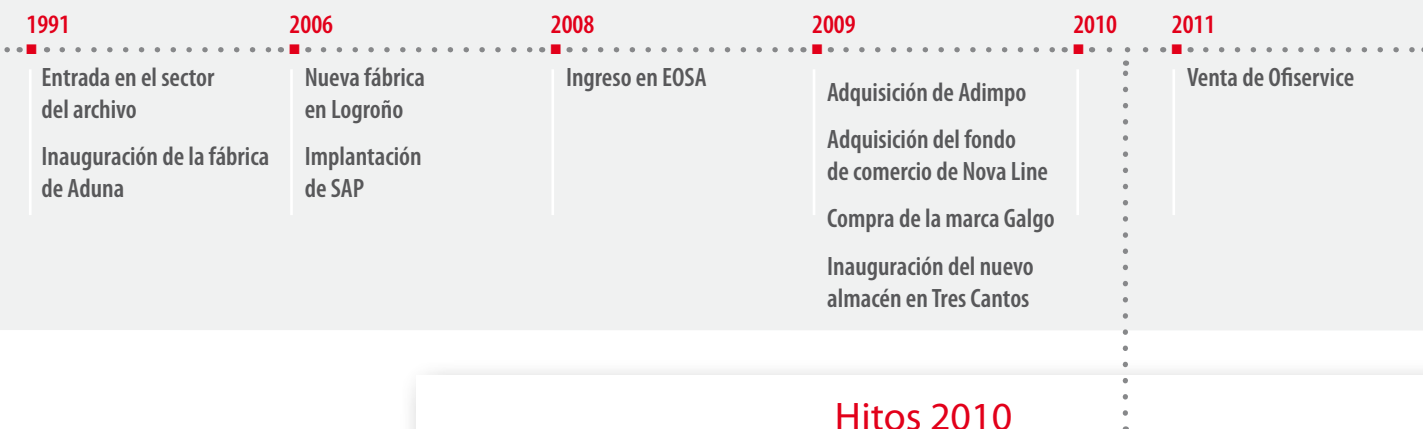 1991
Entrada en el sector
del archivo
Inauguración de la fábrica
de Aduna
2006
Nueva fábrica
en Logroño
Implantación
de SAP
2008
Ingreso en EOSA
2009
Adquisición de Adimpo
Adquisición del fondo
de comercio de Nova Line
Compra de la marca Galgo
Inauguración del nuevo
almacén en Tres Cantos
2010
2011
Venta de Ofiservice
Hitos 2010